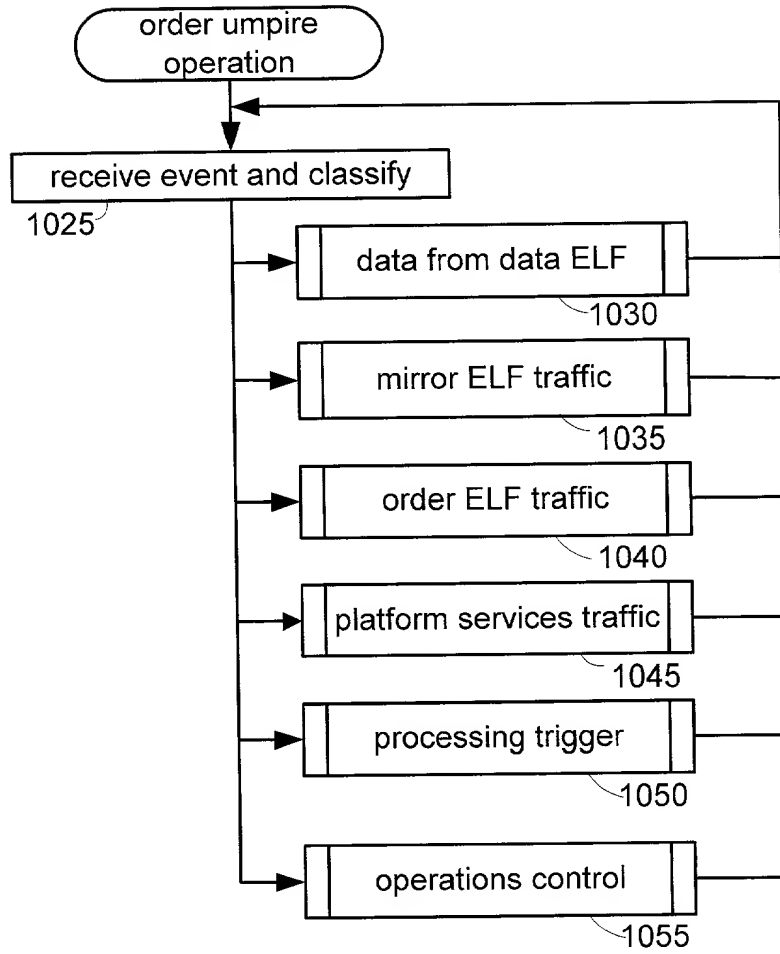 order umpire
operation
receive event and classify
1025
data from data ELF
1030
mirror ELF traffic
1035
order ELF traffic
1040
platform services traffic
1045
processing trigger
1050
operations control
1055